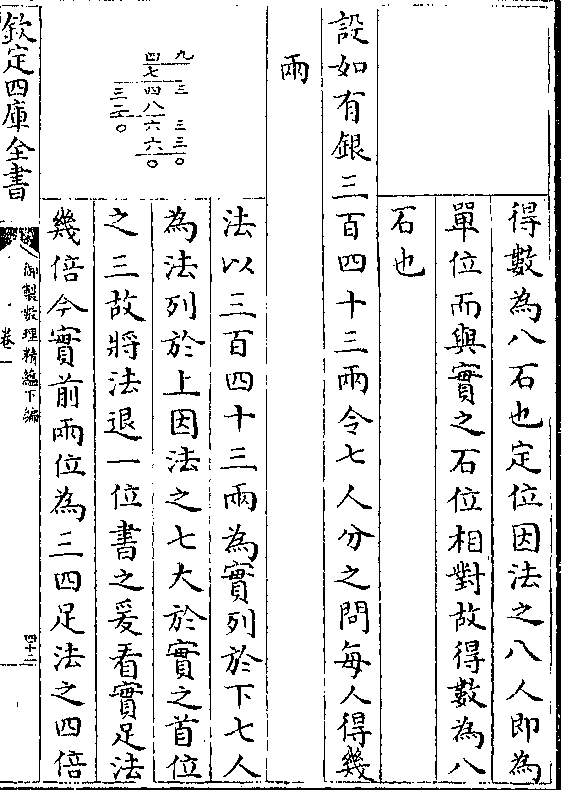 得數為八石也定位因法之八人即為
單位而與實之石位相對故得數為八
石也
設如有銀三百四十三兩令七人分之問每人得幾
兩
四九
七
三四三
二八
〇六三
六三
〇〇
法以三百四十三兩為實列於下七人
為法列於上因法之七大於實之首位
之三故將法退一位書之爰看實足法
幾倍今實前兩位為三四足法之四倍
欽定四庫全書
御製數理精蘊下編
卷一
四十二